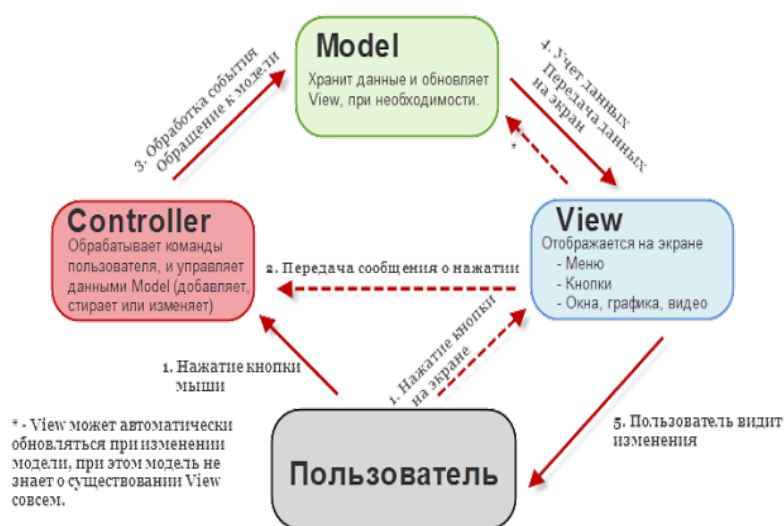 Model
Хранит данные и обновляет
View, при необходимости.
3. Обработка события
Обращение к модели
4. Учет данных
Передача данных
на экран
*
Controller
Обрабатывает команды
пользователя, и управляет
данными Model (добавляет,
стирает или изменяет)
View
Отображается на экране
- Меню
- Кнопки
- Окна, графика, видео
2. Передача сообщения о нажатии
1. Нажатие кнопки
мыши
1. Нажатие кнопки
на экране
5. Пользователь видит
изменения
* - View может автоматически
обновляться при изменении
модели, при этом модель не
знает о существовании View
совсем.
Пользователь